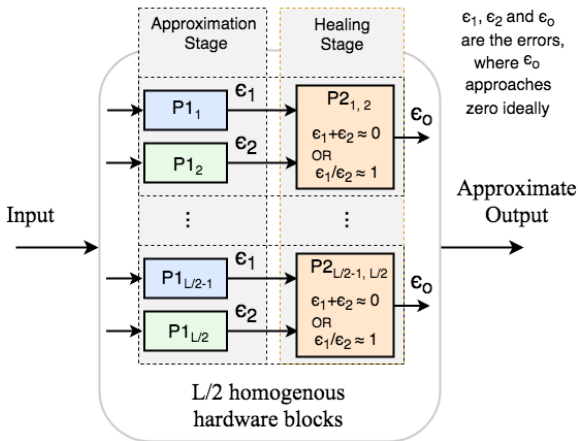 Approximation
Stage
Healing
Stage
ϵ1, ϵ2 and ϵo
are the errors,
where ϵo
approaches
zero ideally
P1₁
ϵ1
P1₂
ϵ2
P2₁, ₂
ϵ₁+ϵ₂ ≈ 0
OR
ϵ₁/ϵ₂ ≈ 1
ϵo
Input
⋮
⋮
Approximate
Output
P1L/2-1
ϵ1
P1L/2
ϵ2
P2L/2-1, L/2
ϵ₁+ϵ₂ ≈ 0
OR
ϵ₁/ϵ₂ ≈ 1
ϵo
L/2 homogenous
hardware blocks